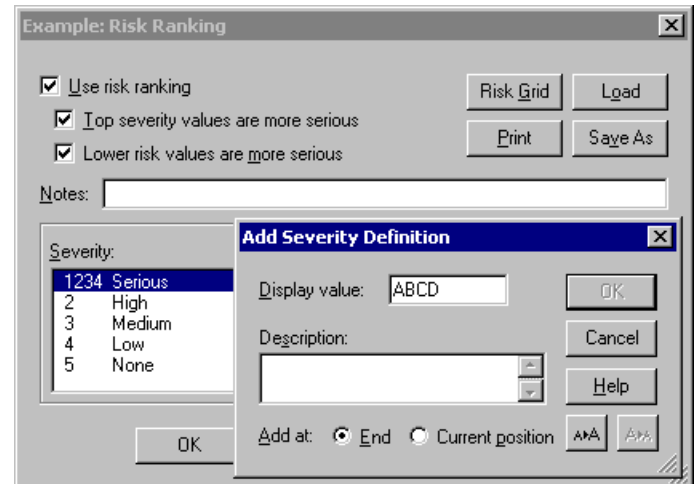 Example: Risk Ranking
Use risk ranking
Top severity values are more serious
Lower risk values are more serious
Risk Grid
Load
Print
Save As
Notes:
Severity:
1234 Serious
2 High
3 Medium
4 Low
5 None
OK
Add Severity Definition
Display value: ABCD
OK
Description:
Cancel
Help
Add at: End Current position
A▸A
A▸A